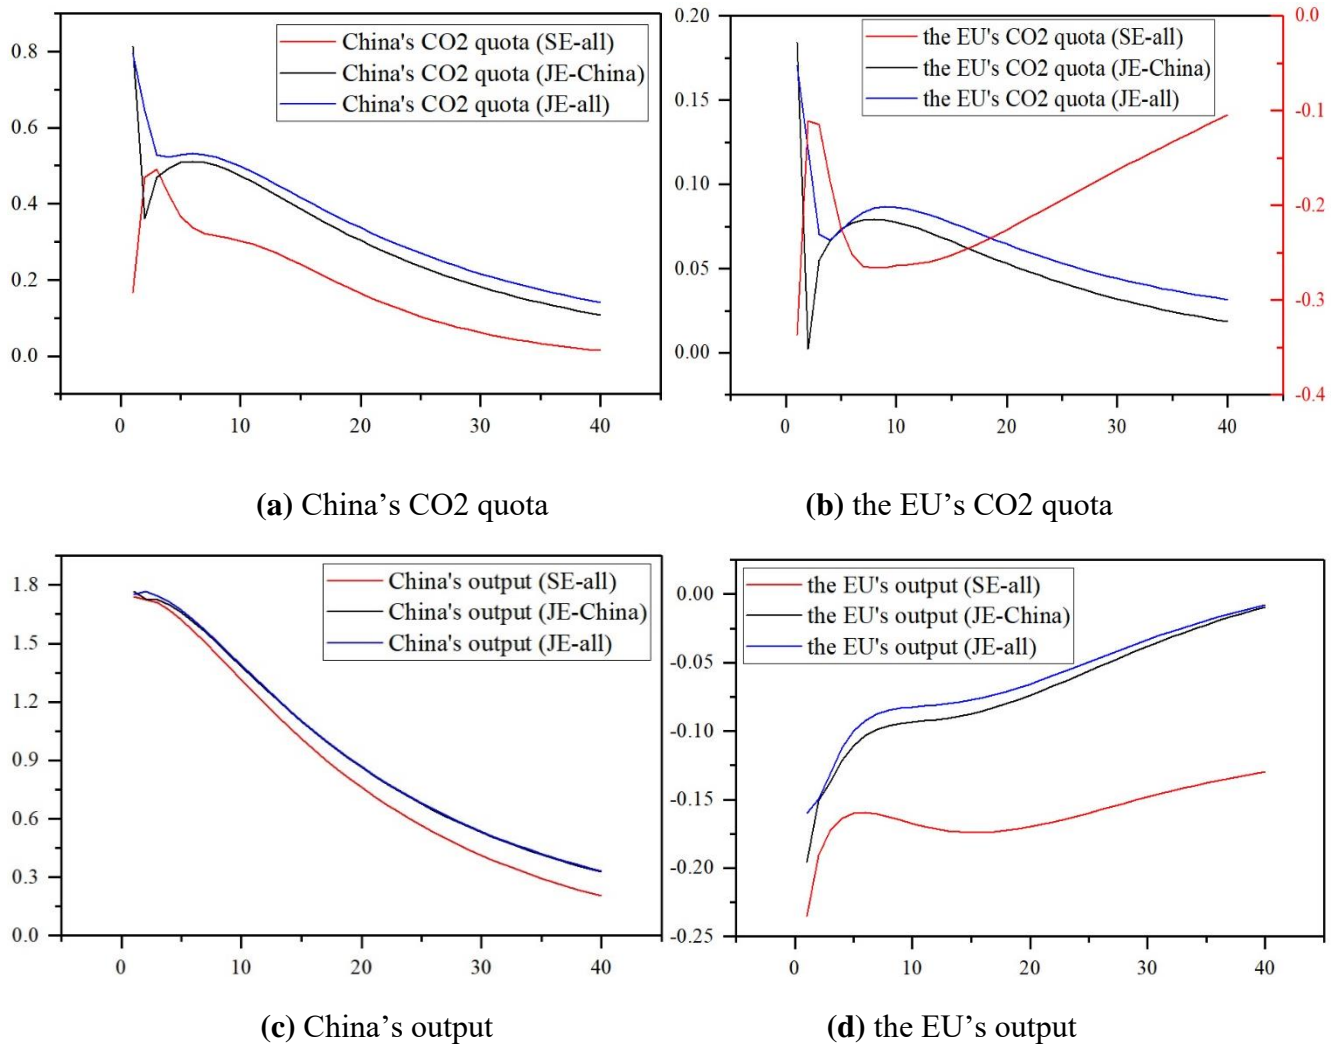 China's CO2 quota (SE-all)
China's CO2 quota (JE-China)
China's CO2 quota (JE-all)
0.8
0.6
0.4
0.2
0.0
0 10 20 30 40
(a) China’s CO2 quota
the EU's CO2 quota (SE-all)
the EU's CO2 quota (JE-China)
the EU's CO2 quota (JE-all)
0.20
0.15
0.10
0.05
0.00
0.0
-0.1
-0.2
-0.3
-0.4
0 10 20 30 40
(b) the EU’s CO2 quota
China's output (SE-all)
China's output (JE-China)
China's output (JE-all)
1.8
1.5
1.2
0.9
0.6
0.3
0.0
0 10 20 30 40
(c) China’s output
the EU's output (SE-all)
the EU's output (JE-China)
the EU's output (JE-all)
0.00
-0.05
-0.10
-0.15
-0.20
-0.25
0 10 20 30 40
(d) the EU’s output